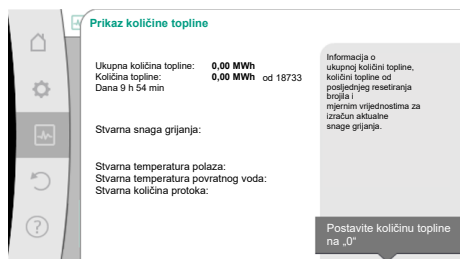 Prikaz količine topline
Ukupna količina topline: 0,00 MWh
Količina topline: 0,00 MWh od 18733
Dana 9 h 54 min
Stvarna snaga grijanja:
Stvarna temperatura polaza:
Stvarna temperatura povratnog voda:
Stvarna količina protoka:
Informacija o
ukupnoj količini topline,
količini topline od
posljednjeg resetiranja
brojila i
mjernim vrijednostima za
izračun aktualne
snage grijanja.
Postavite količinu topline
na „0“
?